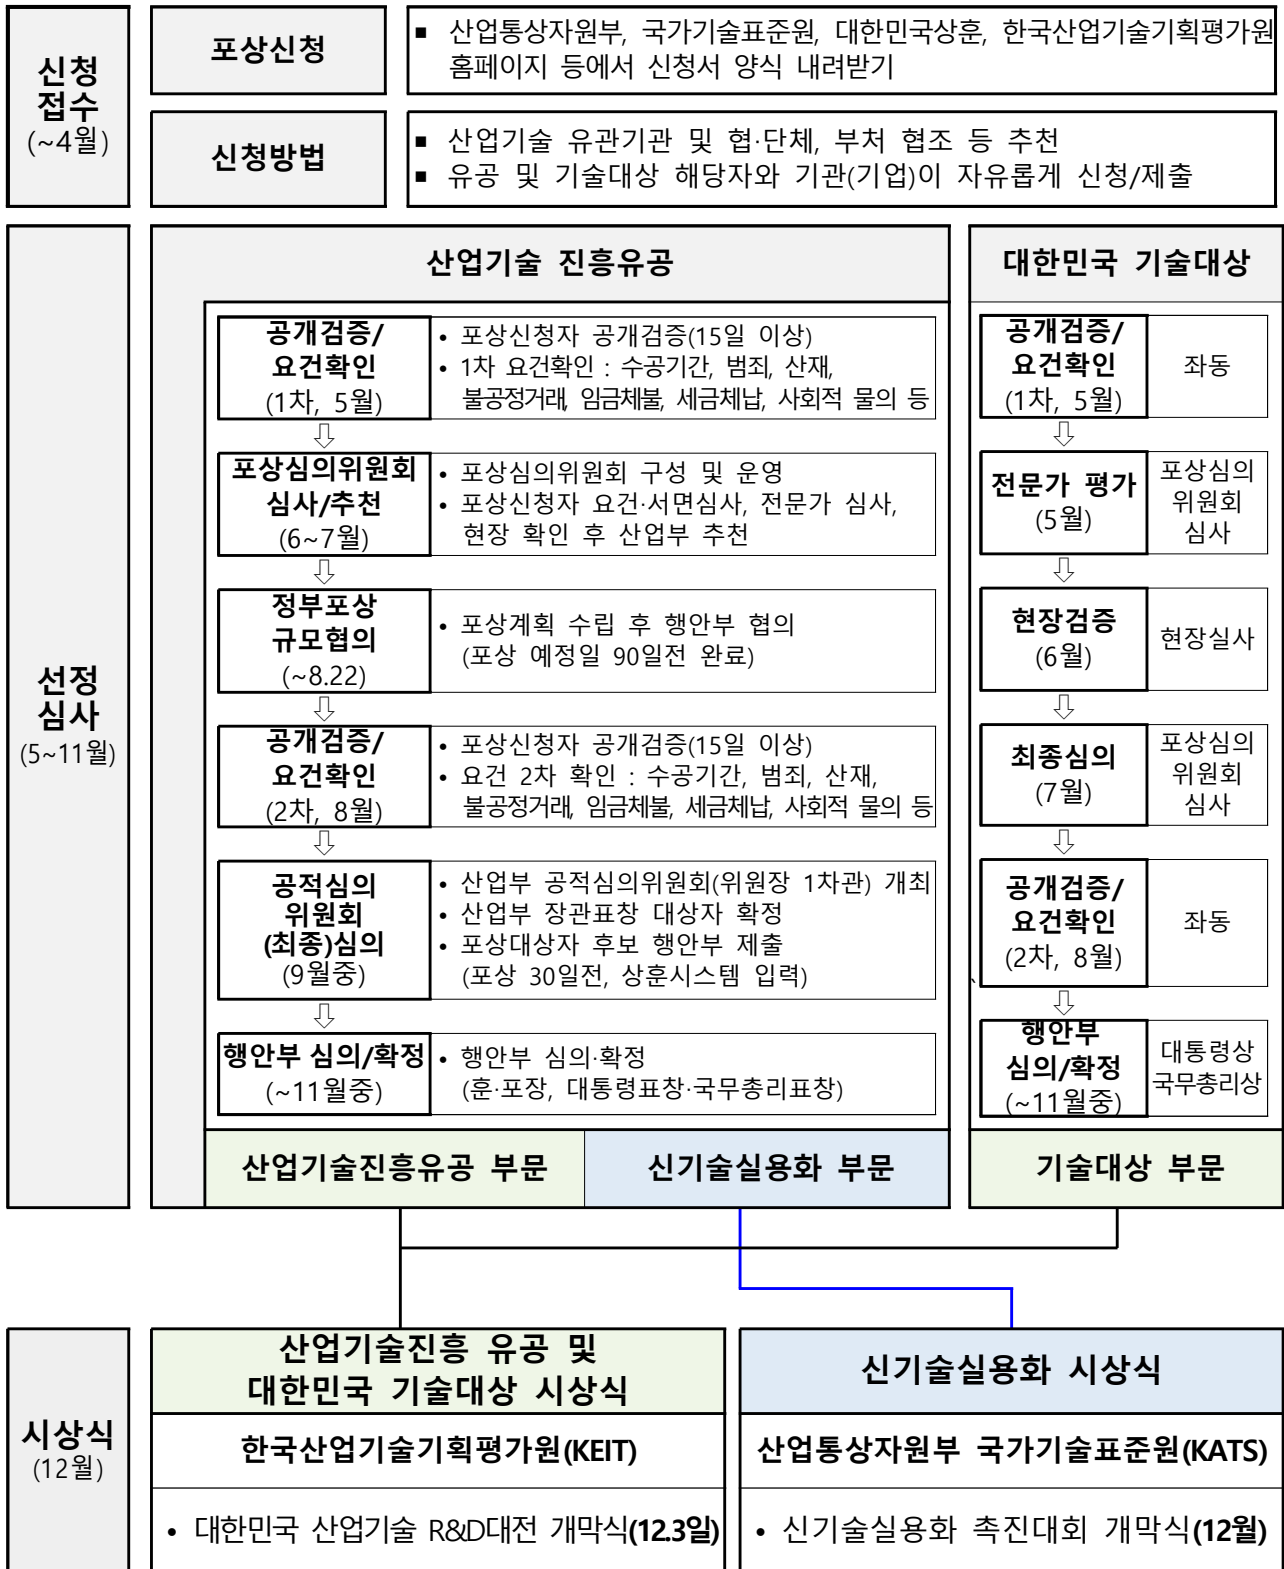 신청
접수
(~4월)
포상신청
▪ 산업통상자원부, 국가기술표준원, 대한민국상훈, 한국산업기술기획평가원
홈페이지 등에서 신청서 양식 내려받기
신청방법
▪ 산업기술 유관기관 및 협·단체, 부처 협조 등 추천
▪ 유공 및 기술대상 해당자와 기관(기업)이 자유롭게 신청/제출
선정
심사
(5~11월)
산업기술 진흥유공
공개검증/
요건확인
(1차, 5월)
• 포상신청자 공개검증(15일 이상)
• 1차 요건확인 : 수공기간, 범죄, 산재,
불공정거래, 임금체불, 세금체납, 사회적 물의 등
⇩
포상심의위원회
심사/추천
(6~7월)
• 포상심의위원회 구성 및 운영
• 포상신청자 요건·서면심사, 전문가 심사,
현장 확인 후 산업부 추천
⇩
정부포상
규모협의
(~8.22)
• 포상계획 수립 후 행안부 협의
(포상 예정일 90일전 완료)
⇩
공개검증/
요건확인
(2차, 8월)
• 포상신청자 공개검증(15일 이상)
• 요건 2차 확인 : 수공기간, 범죄, 산재,
불공정거래, 임금체불, 세금체납, 사회적 물의 등
⇩
공적심의
위원회
(최종)심의
(9월중)
• 산업부 공적심의위원회(위원장 1차관) 개최
• 산업부 장관표창 대상자 확정
• 포상대상자 후보 행안부 제출
(포상 30일전, 상훈시스템 입력)
⇩
행안부 심의/확정
(~11월중)
• 행안부 심의·확정
(훈·포장, 대통령표창·국무총리표창)
산업기술진흥유공 부문
신기술실용화 부문
대한민국 기술대상
공개검증/
요건확인
(1차, 5월)
좌동
⇩
전문가 평가
(5월)
포상심의
위원회
심사
⇩
현장검증
(6월)
현장실사
⇩
최종심의
(7월)
포상심의
위원회
심사
⇩
공개검증/
요건확인
(2차, 8월)
좌동
`
⇩
행안부
심의/확정
(~11월중)
대통령상
국무총리상
기술대상 부문
시상식
(12월)
산업기술진흥 유공 및
대한민국 기술대상 시상식
한국산업기술기획평가원(KEIT)
• 대한민국 산업기술 R&D대전 개막식(12.3일)
신기술실용화 시상식
산업통상자원부 국가기술표준원(KATS)
• 신기술실용화 촉진대회 개막식(12월)